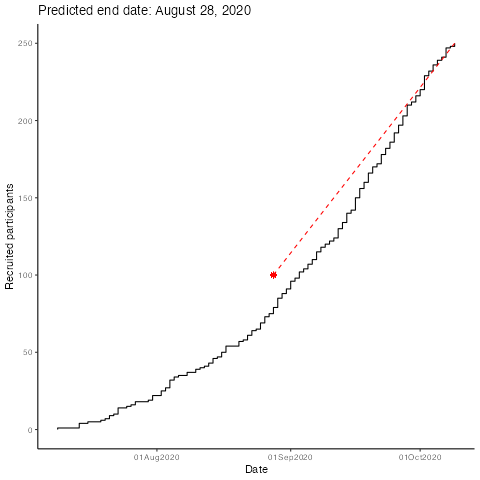 Predicted end date: August 28, 2020
Recruited participants
250
200
150
100
50
0
01Aug2020
01Sep2020
01Oct2020
Date